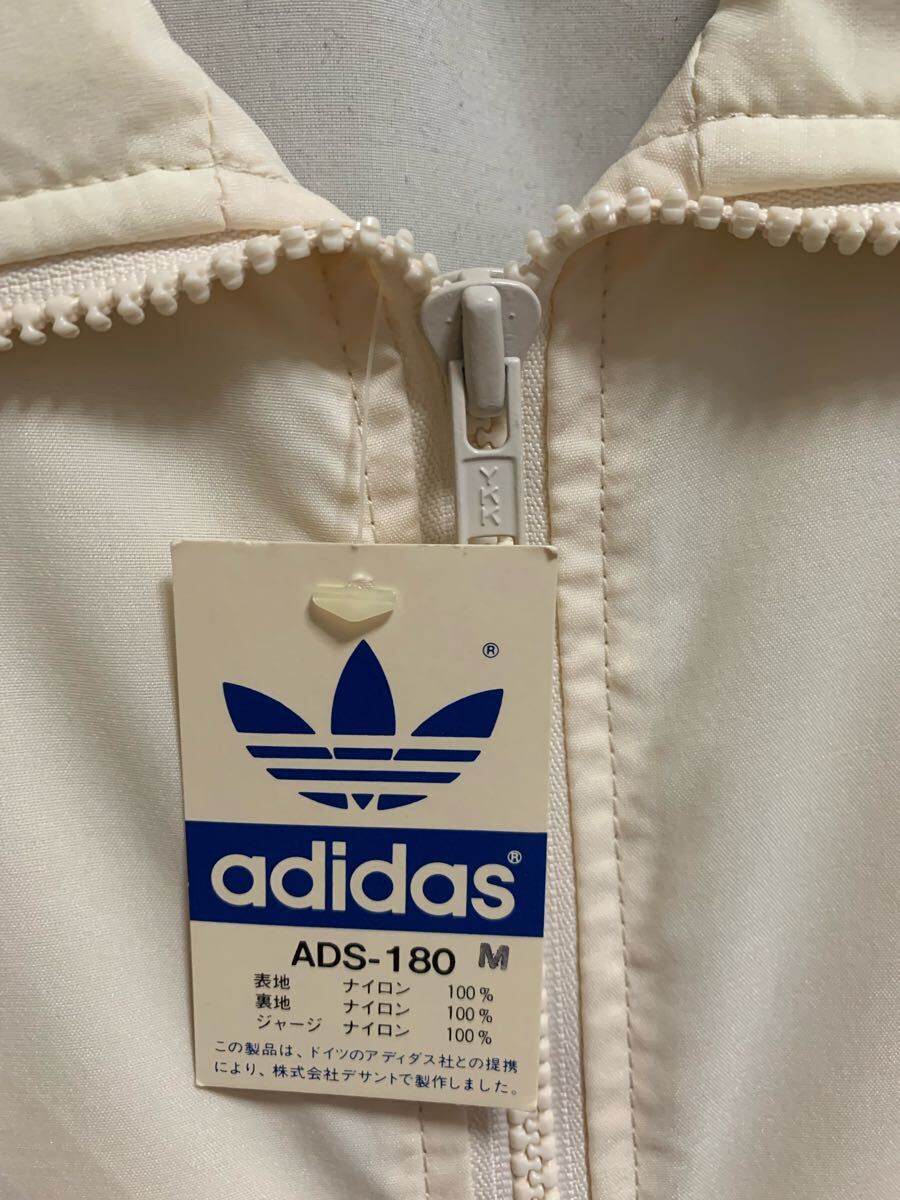 YKK
®
adidas®
ADS-180 M
表地 ナイロン 100%
裏地 ナイロン 100%
ジャージ ナイロン 100%
この製品は、ドイツのアディダス社との提携
により、株式会社デサントで製作しました。